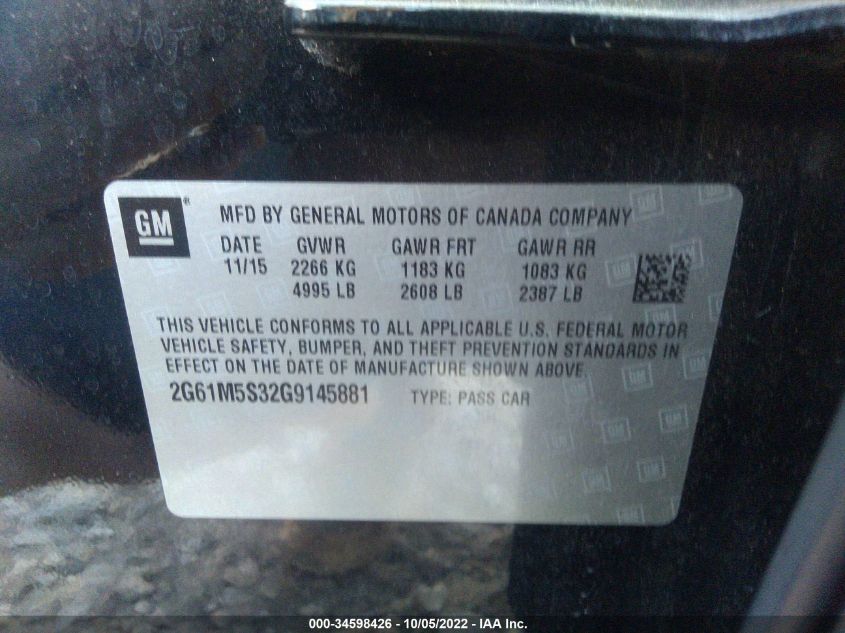 GM ®
MFD BY GENERAL MOTORS OF CANADA COMPANY
DATE GVWR GAWR FRT GAWR RR
11/15 2266 KG 1183 KG 1083 KG
4995 LB 2608 LB 2387 LB
THIS VEHICLE CONFORMS TO ALL APPLICABLE U.S. FEDERAL MOTOR
VEHICLE SAFETY, BUMPER, AND THEFT PREVENTION STANDARDS IN
EFFECT ON THE DATE OF MANUFACTURE SHOWN ABOVE.
2G61M5S32G9145881 TYPE: PASS CAR
000-34598426 - 10/05/2022 - IAA Inc.